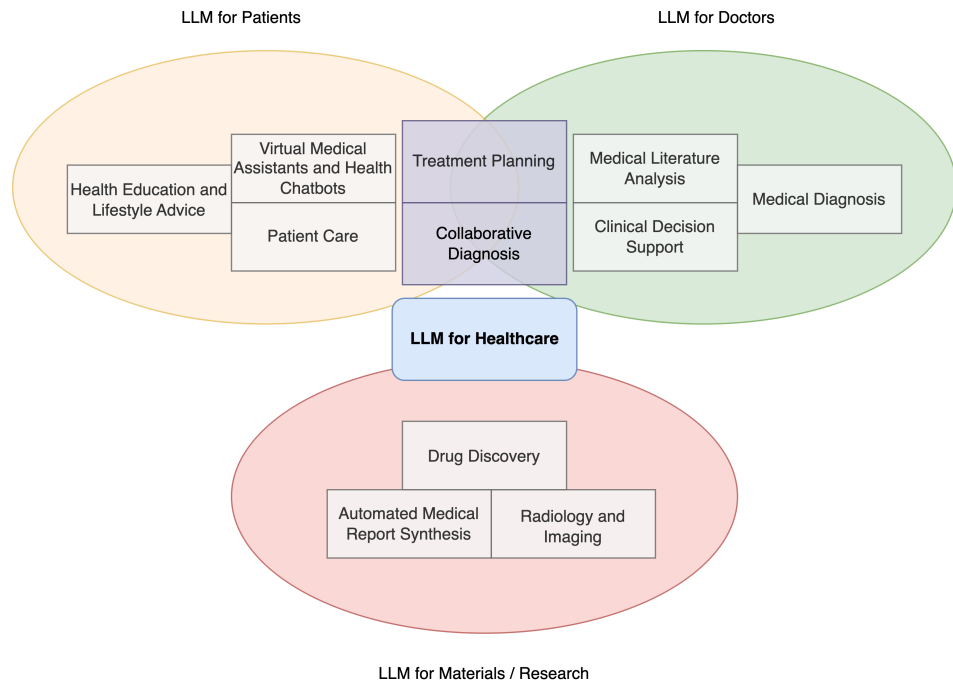 LLM for Patients
LLM for Doctors
Health Education and
Lifestyle Advice
Virtual Medical
Assistants and Health
Chatbots
Patient Care
Treatment Planning
Collaborative
Diagnosis
Medical Literature
Analysis
Clinical Decision
Support
Medical Diagnosis
LLM for Healthcare
Drug Discovery
Automated Medical
Report Synthesis
Radiology and
Imaging
LLM for Materials / Research